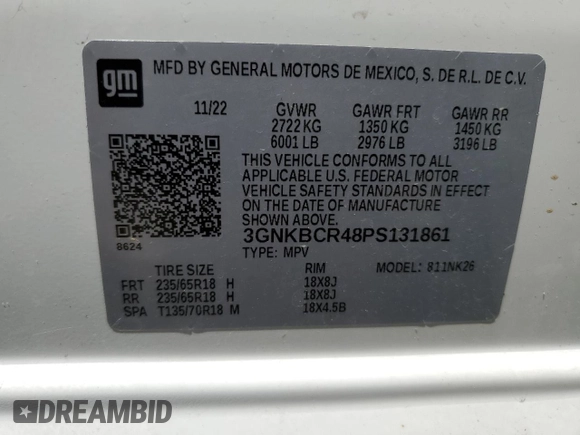 gm
MFD BY GENERAL MOTORS DE MEXICO, S. DE R.L. DE C.V.
11/22 GVWR GAWR FRT GAWR RR
2722 KG 1350 KG 1450 KG
6001 LB 2976 LB 3196 LB
THIS VEHICLE CONFORMS TO ALL
APPLICABLE U.S. FEDERAL MOTOR
VEHICLE SAFETY STANDARDS IN EFFECT
ON THE DATE OF MANUFACTURE
SHOWN ABOVE.
8624
3GNKBCR48PS131861
TYPE: MPV MODEL: 811NK26
TIRE SIZE RIM
FRT 235/65R18 H 18X8J
RR 235/65R18 H 18X8J
SPA T135/70R18 M 18X4.5B
DREAMBID